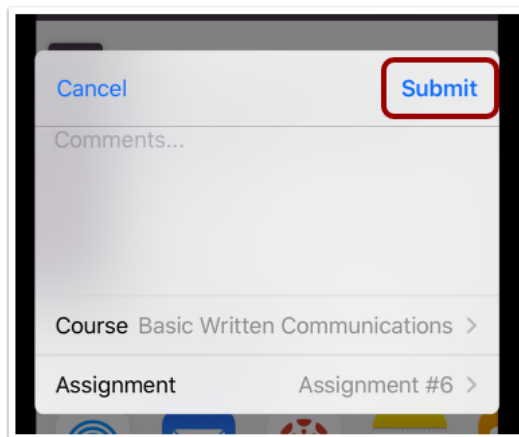 Cancel Submit
Comments...
Course Basic Written Communications >
Assignment Assignment #6 >